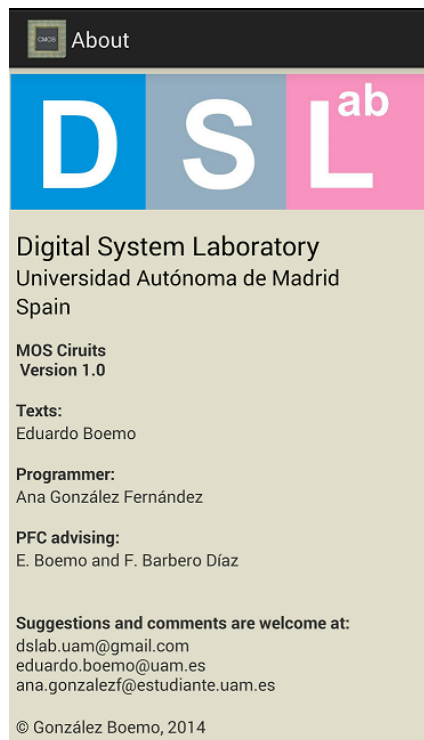 CMOS About
D S Lab
Digital System Laboratory
Universidad Autónoma de Madrid
Spain
MOS Ciruits
Version 1.0
Texts:
Eduardo Boemo
Programmer:
Ana González Fernández
PFC advising:
E. Boemo and F. Barbero Díaz
Suggestions and comments are welcome at:
dslab.uam@gmail.com
eduardo.boemo@uam.es
ana.gonzalezf@estudiante.uam.es
© González Boemo, 2014